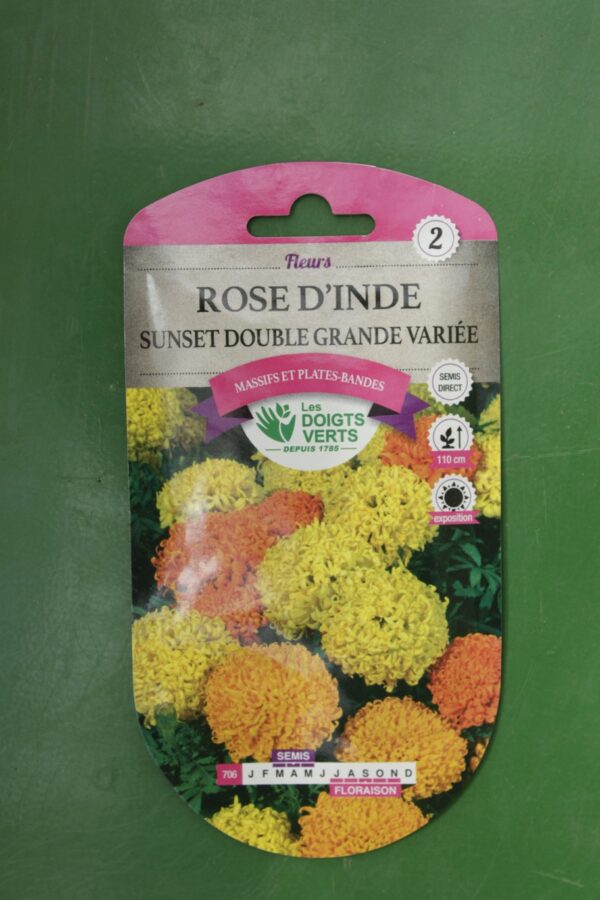 2
Fleurs
ROSE D'INDE
SUNSET DOUBLE GRANDE VARIÉE
MASSIFS ET PLATES-BANDES
SEMIS
DIRECT
Les
DOIGTS
VERTS
DEPUIS 1785
110 cm
exposition
SEMIS
706 J F M A M J J A S O N D
FLORAISON